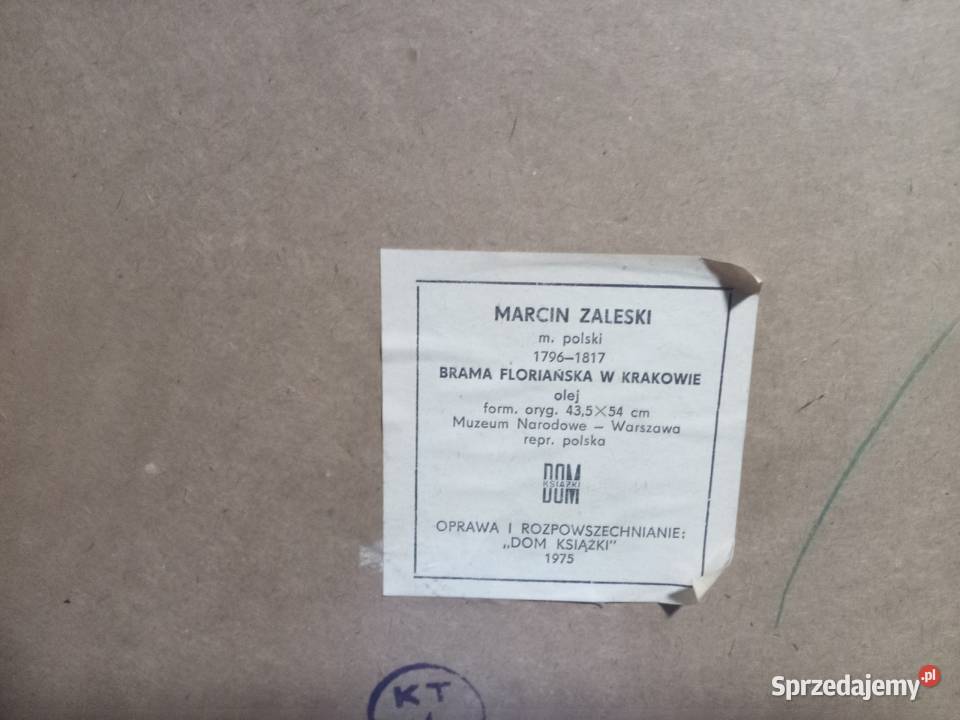 MARCIN ZALESKI
m. polski
1796–1817
BRAMA FLORIAŃSKA W KRAKOWIE
olej
form. oryg. 43,5×54 cm
Muzeum Narodowe – Warszawa
repr. polska
DOM
KSIĄŻKI
DOM
OPRAWA I ROZPOWSZECHNIANIE:
„DOM KSIĄŻKI”
1975
KT
Sprzedajemy.pl